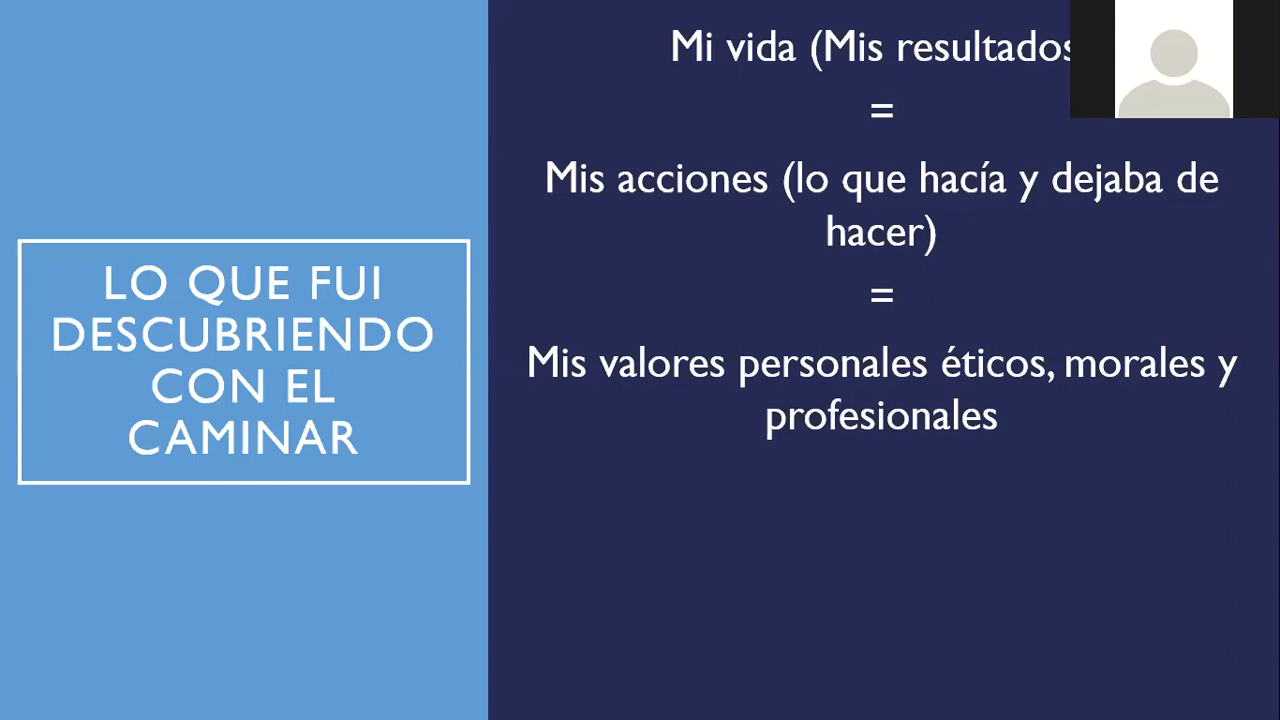 LO QUE FUI
DESCUBRIENDO
CON EL
CAMINAR
Mi vida (Mis resultados
=
Mis acciones (lo que hacía y dejaba de
hacer)
=
Mis valores personales éticos, morales y
profesionales